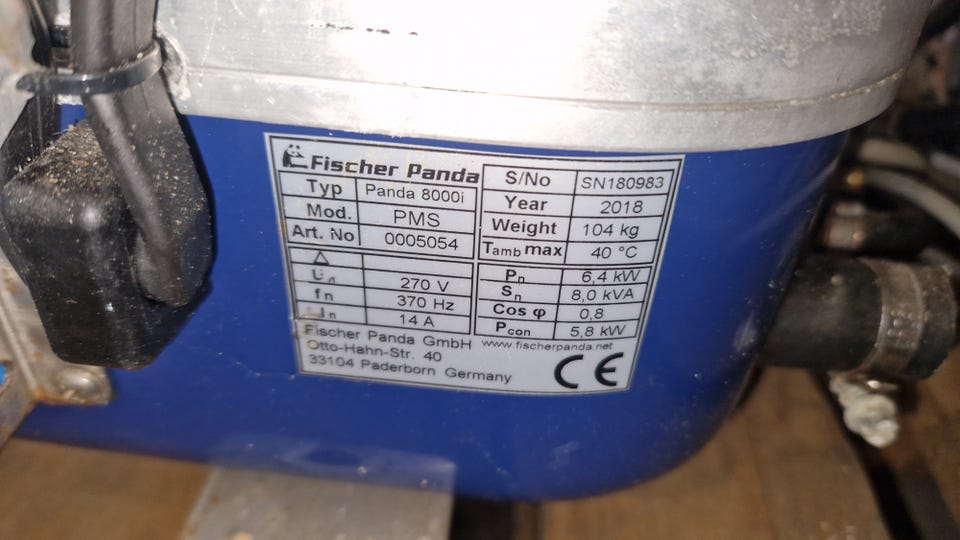 Fischer Panda
Typ Panda 8000i
Mod. PMS
Art. No 0005054
S/No SN180983
Year 2018
Weight 104 kg
Tamb max 40 °C
△
Un 270 V
fn 370 Hz
In 14 A
Pn 6,4 kW
Sn 8,0 kVA
Cos φ 0,8
Pcon 5,8 kW
Fischer Panda GmbH www.fischerpanda.net
Otto-Hahn-Str. 40
33104 Paderborn Germany
CE